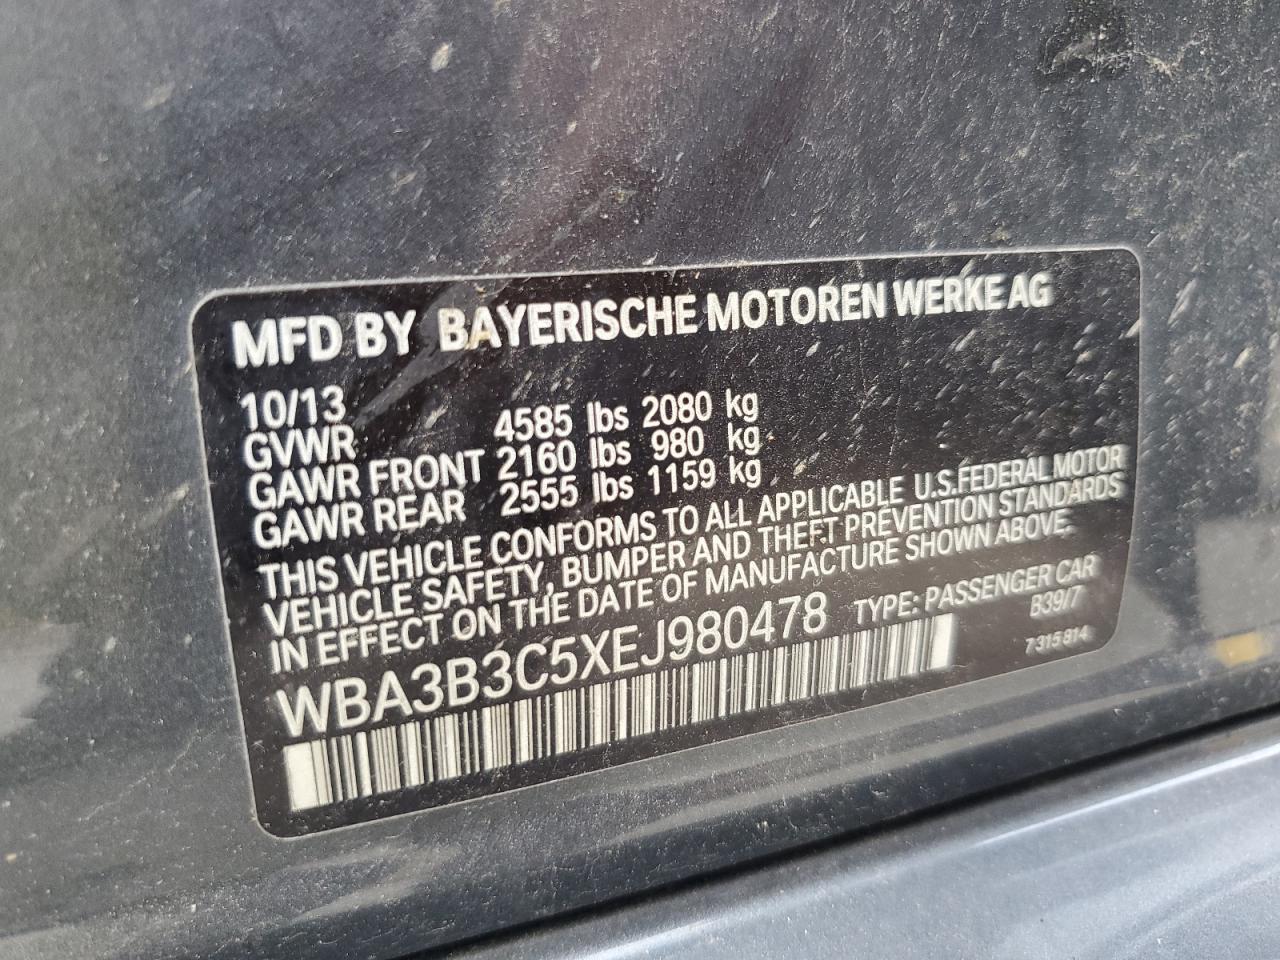 MFD BY BAYERISCHE MOTOREN WERKE AG
10/13
GVWR 4585 lbs 2080 kg
GAWR FRONT 2160 lbs 980 kg
GAWR REAR 2555 lbs 1159 kg
THIS VEHICLE CONFORMS TO ALL APPLICABLE U.S.FEDERAL MOTOR
VEHICLE SAFETY, BUMPER AND THEFT PREVENTION STANDARDS
IN EFFECT ON THE DATE OF MANUFACTURE SHOWN ABOVE.
WBA3B3C5XEJ980478 TYPE: PASSENGER CAR
B39/7
7 315 814